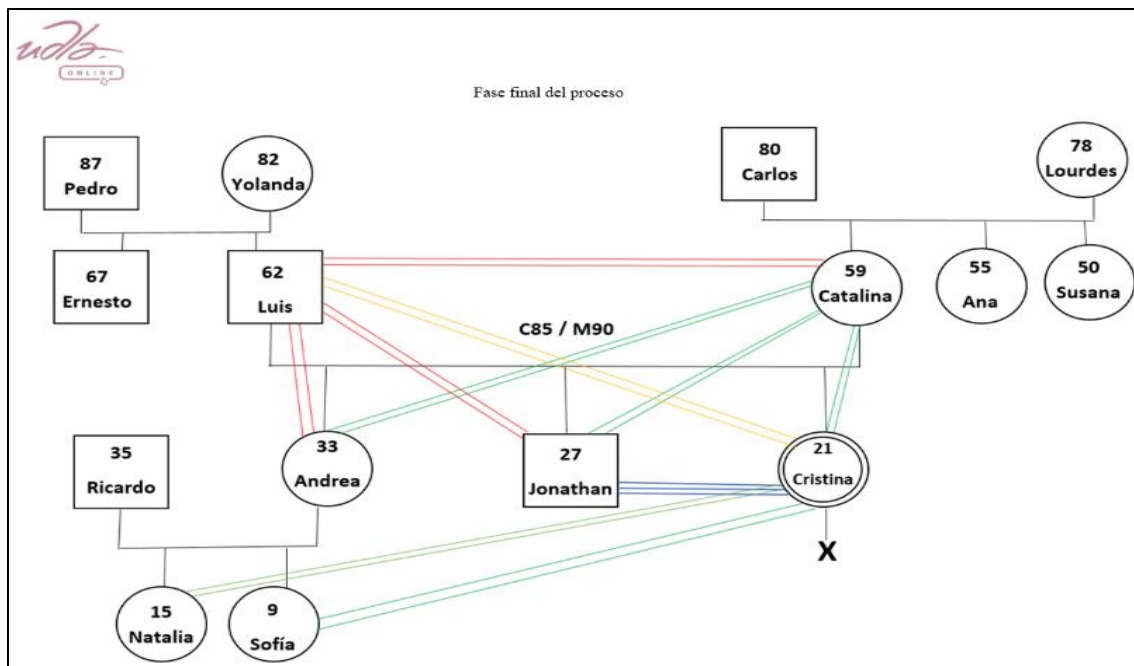 udla-
ONLINE
Fase final del proceso
87
Pedro
82
Yolanda
80
Carlos
78
Lourdes
67
Ernesto
62
Luis
59
Catalina
55
Ana
50
Susana
C85 / M90
35
Ricardo
33
Andrea
27
Jonathan
21
Cristina
X
15
Natalia
9
Sofía